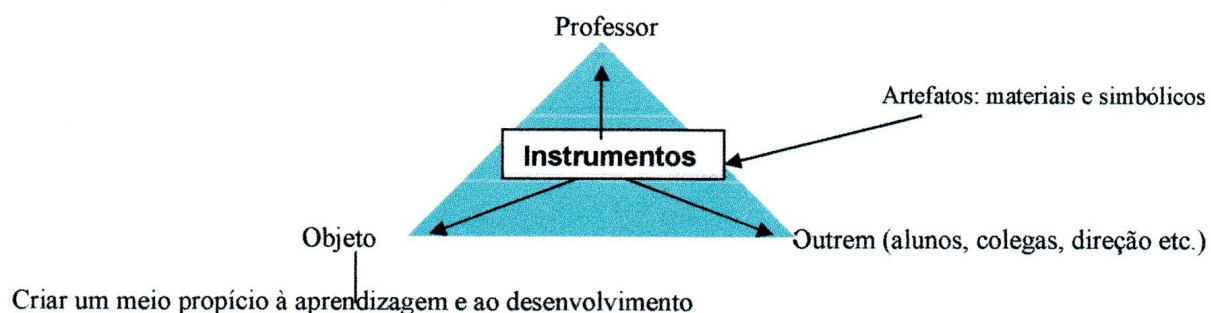 Professor
Artefatos: materiais e simbólicos
Instrumentos
Objeto
Outrem (alunos, colegas, direção etc.)
Criar um meio propício à aprendizagem e ao desenvolvimento